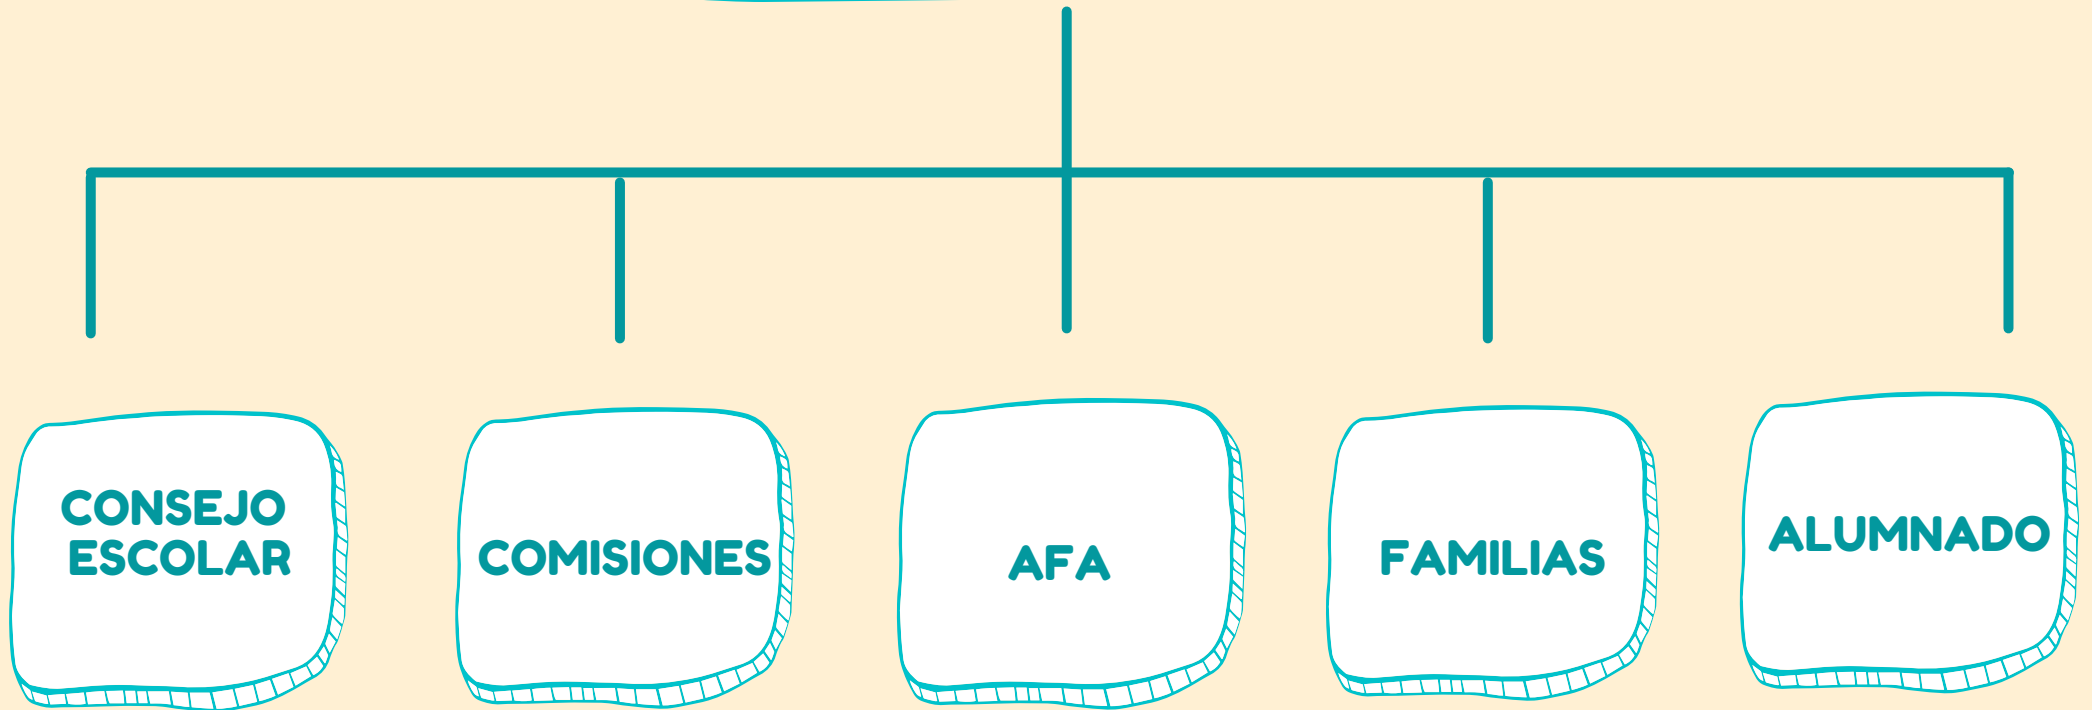 CONSEJO
ESCOLAR
COMISIONES
AFA
FAMILIAS
ALUMNADO